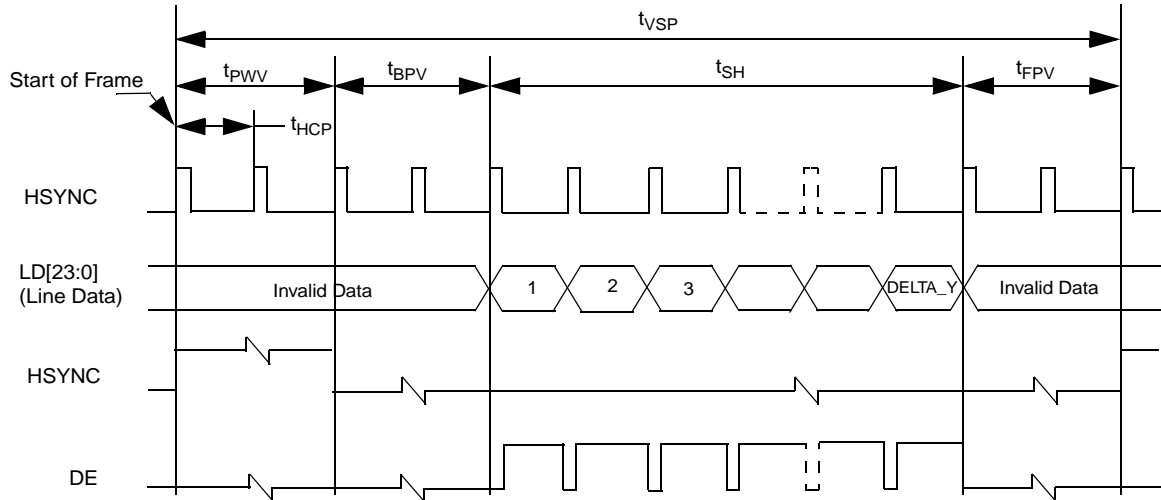 tVSP
Start of Frame
tPWV
tBPV
tSH
tFPV
tHCP
HSYNC
LD[23:0]
(Line Data)
Invalid Data
1
2
3
DELTA_Y
Invalid Data
HSYNC
DE